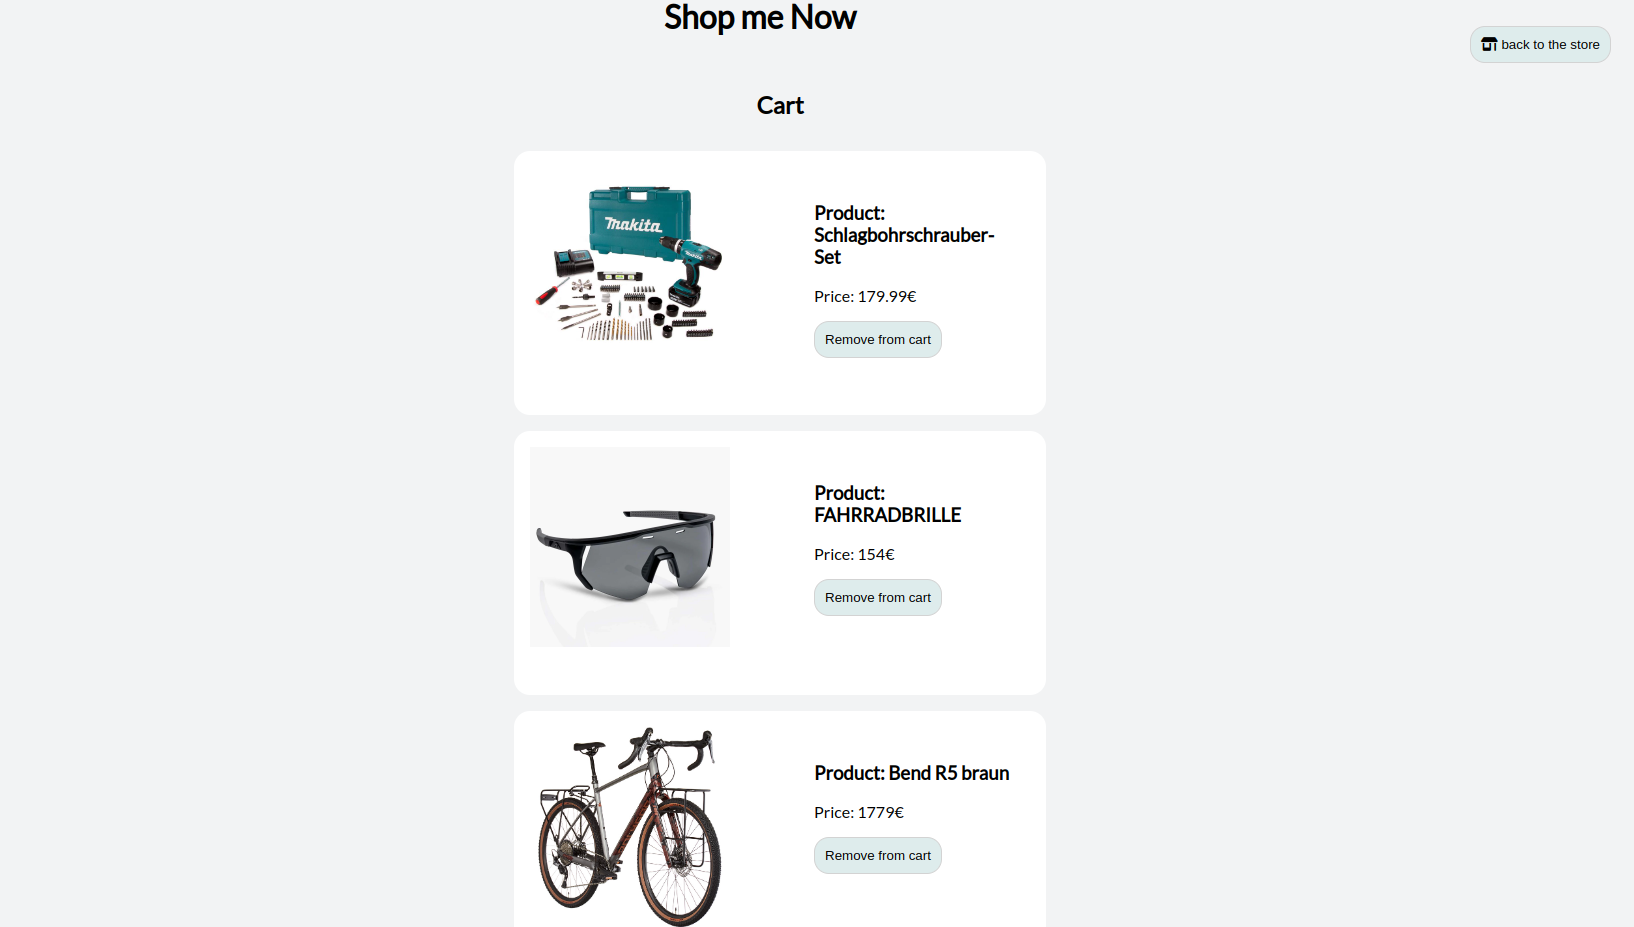 Shop me Now
back to the store
Cart
makita
Product:
Schlagbohrschrauber-
Set
Price: 179.99€
Remove from cart
Product:
FAHRRADBRILLE
Price: 154€
Remove from cart
Product: Bend R5 braun
Price: 1779€
Remove from cart